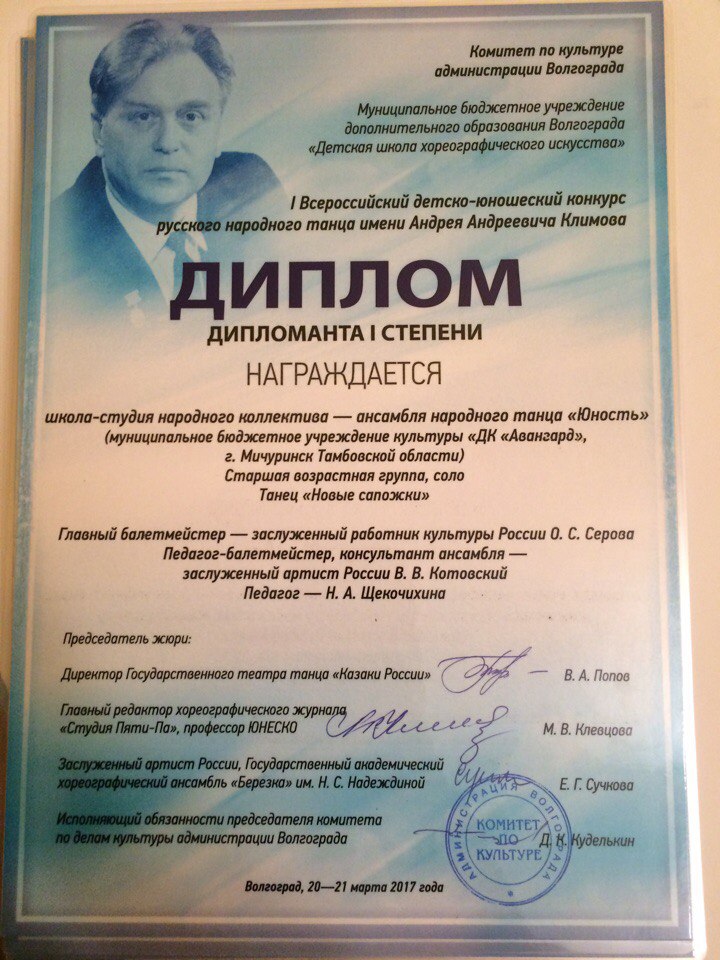 Комитет по культуре
администрации Волгограда
Муниципальное бюджетное учреждение
дополнительного образования Волгограда
«Детская школа хореографического искусства»
I Всероссийский детско-юношеский конкурс
русского народного танца имени Андрея Андреевича Климова
ДИПЛОМ
ДИПЛОМАНТА I СТЕПЕНИ
НАГРАЖДАЕТСЯ
школа-студия народного коллектива — ансамбля народного танца «Юность»
(муниципальное бюджетное учреждение культуры «ДК «Авангард»,
г. Мичуринск Тамбовской области)
Старшая возрастная группа, соло
Танец «Новые сапожки»
Главный балетмейстер — заслуженный работник культуры России О. С. Серова
Педагог-балетмейстер, консультант ансамбля —
заслуженный артист России В. В. Котовский
Педагог — Н. А. Щекочихина
Председатель жюри:
Директор Государственного театра танца «Казаки России» В. А. Попов
Главный редактор хореографического журнала
«Студия Пяти-Па», профессор ЮНЕСКО М. В. Клевцова
Заслуженный артист России, Государственный академический
хореографический ансамбль «Березка» им. Н. С. Надеждиной Е. Г. Сучкова
Исполняющий обязанности председателя комитета
по делам культуры администрации Волгограда Д. К. Куделькин
АДМИНИСТРАЦИЯ ВОЛГОГРАДА
КОМИТЕТ
ПО
КУЛЬТУРЕ
Волгоград, 20—21 марта 2017 года